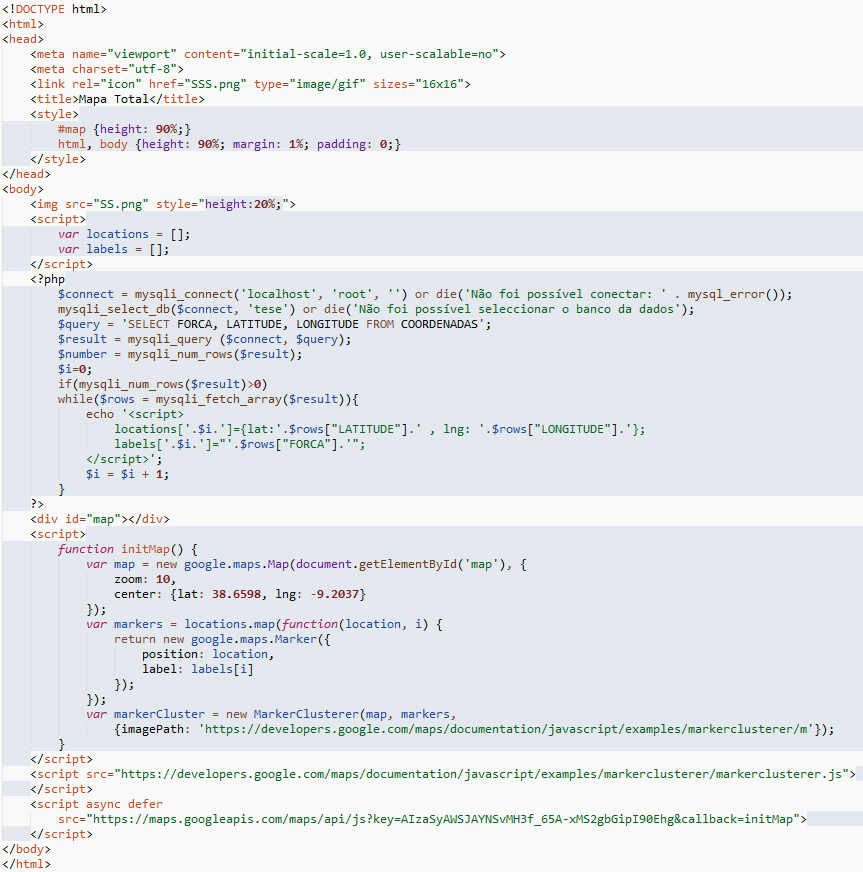 <!DOCTYPE html>
<html>
<head>
    <meta name="viewport" content="initial-scale=1.0, user-scalable=no">
    <meta charset="utf-8">
    <link rel="icon" href="SSS.png" type="image/gif" sizes="16x16">
    <title>Mapa Total</title>
    <style>
        #map {height: 90%;}
        html, body {height: 90%; margin: 1%; padding: 0;}
    </style>
</head>
<body>
    <img src="SS.png" style="height:20%;">
    <script>
        var locations = [];
        var labels = [];
    </script>
    <?php
        $connect = mysqli_connect('localhost', 'root', '') or die('Não foi possível conectar: ' . mysql_error());
        mysqli_select_db($connect, 'tese') or die('Não foi possível seleccionar o banco da dados');
        $query = 'SELECT FORCA, LATITUDE, LONGITUDE FROM COORDENADAS';
        $result = mysqli_query ($connect, $query);
        $number = mysqli_num_rows($result);
        $i=0;
        if(mysqli_num_rows($result)>0)
        while($rows = mysqli_fetch_array($result)){
            echo '<script>
                locations['.$i.']={lat:'.$rows["LATITUDE"].' , lng: '.$rows["LONGITUDE"].'};
                labels['.$i.']="'.$rows["FORCA"].'";
            </script>';
            $i = $i + 1;
        }
    ?>
    <div id="map"></div>
    <script>
        function initMap() {
            var map = new google.maps.Map(document.getElementById('map'), {
                zoom: 10,
                center: {lat: 38.6598, lng: -9.2037}
            });
            var markers = locations.map(function(location, i) {
                return new google.maps.Marker({
                    position: location,
                    label: labels[i]
                });
            });
            var markerCluster = new MarkerClusterer(map, markers,
                {imagePath: 'https://developers.google.com/maps/documentation/javascript/examples/markerclusterer/m'});
        }
    </script>
    <script src="https://developers.google.com/maps/documentation/javascript/examples/markerclusterer/markerclusterer.js">
    </script>
    <script async defer
        src="https://maps.googleapis.com/maps/api/js?key=AIzaSyAWSJAYNSvMH3f_65A-xMS2gbGipI90Ehg&callback=initMap">
    </script>
</body>
</html>